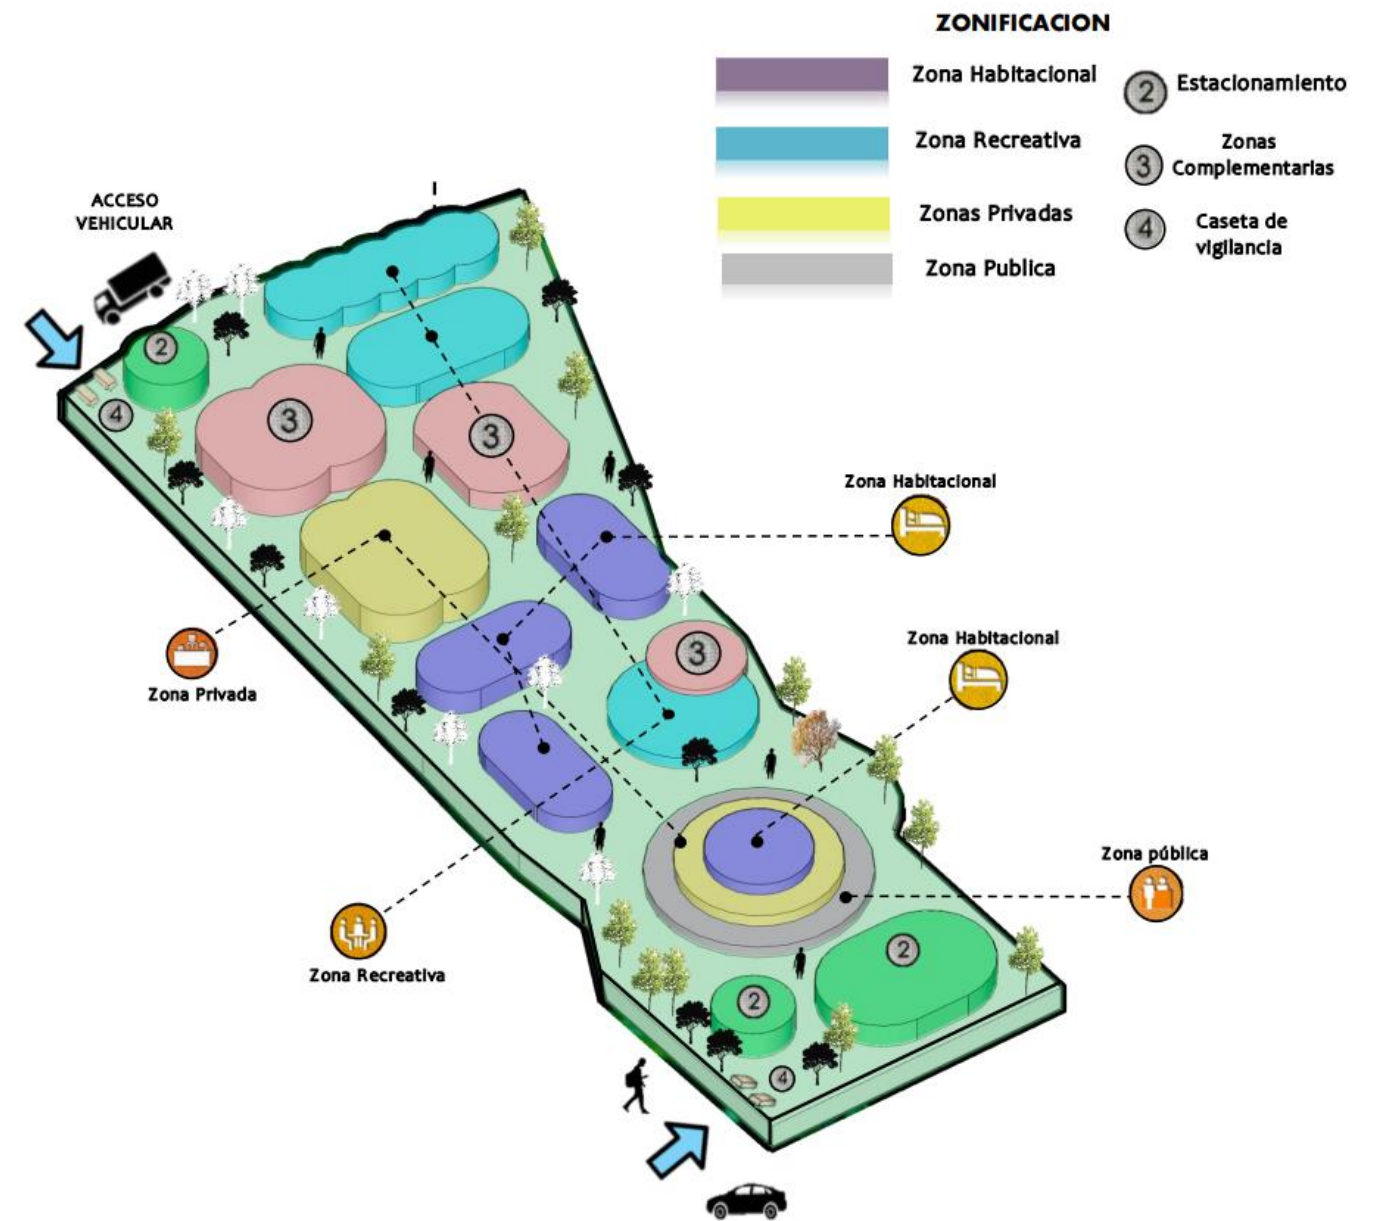 ZONIFICACION
Zona Habitacional
2
Estacionamiento
Zona Recreativa
3
Zonas
Complementarias
Zonas Privadas
4
Caseta de
vigilancia
Zona Publica
ACCESO
VEHICULAR
2
4
3
3
Zona Habitacional
3
Zona Habitacional
Zona Privada
Zona pública
Zona Recreativa
2
2
4